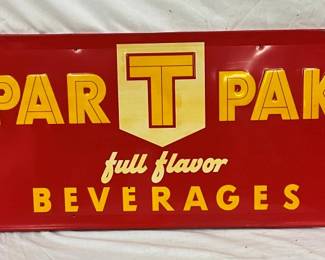 PAR T PAK
full flavor
BEVERAGES